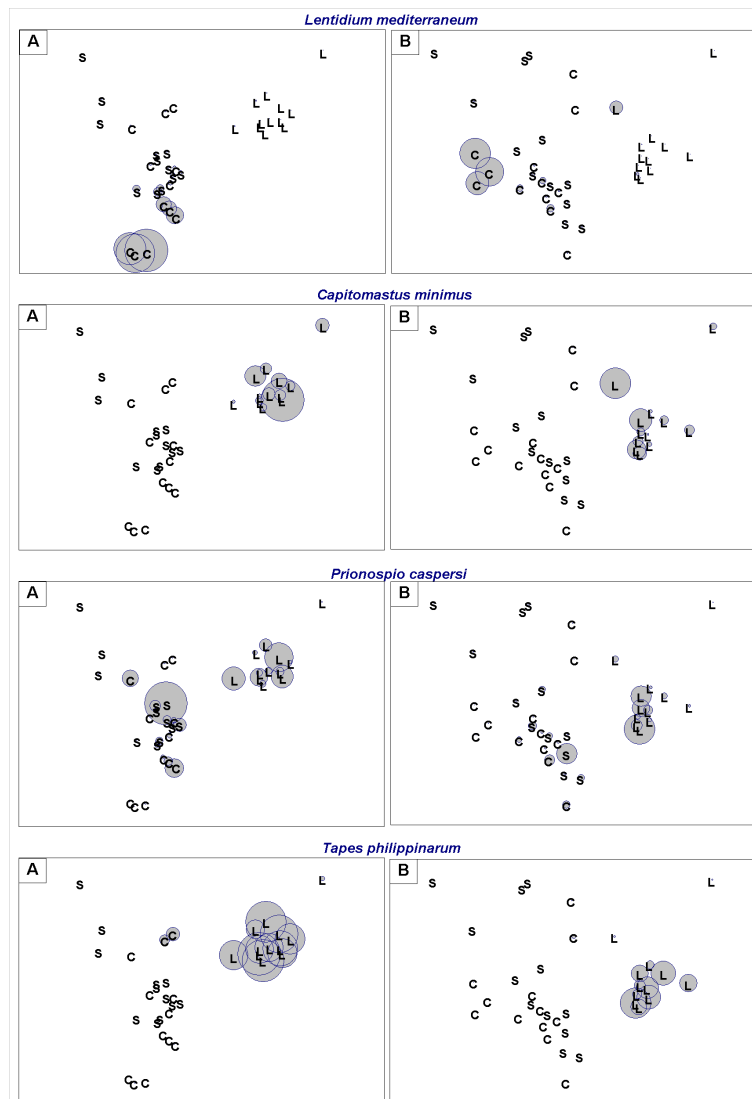 Lentidium mediterraneum
A
S L
L
S L
C C L L
S L L L
C L L L L
S S S
C S C
S S S
C
S S S
C
C C
C C C
B
S S S L
C
S C L
S L
C S L L L
C C L L
C S C L
C C S C S
C C S
C
S S
C
Capitomastus minimus
A
S L
L L
S L L L
C C L L
S C L L L L
S S S
C S C
S S S
C
S S S
C
C C
C C C
B
S S S L
C
S C L
S L L L L
C S L L L
C C L L
C S C L
C C S C S
C C S
C
S S
C
Prionospio caspersi
A
S L
L
S L L L
C C L
S C L L L L L
S S S
C S C
S S S
C
S S S
C C C
C C C
B
S S S L
C
S C L
S L L L
C S L L L
C C L L
C S C L
C C S C S
C C S
C
S S
C
Tapes philippinarum
A
S L
L
C C L L L
S C L L L L L
S S S
C S C
S S S
C
S S S
C
C C
C C C
B
S S S L
C
S C L
S L L L
C S L L L
C C L L
C S C L
C C S C S
C C S
C
S S
C